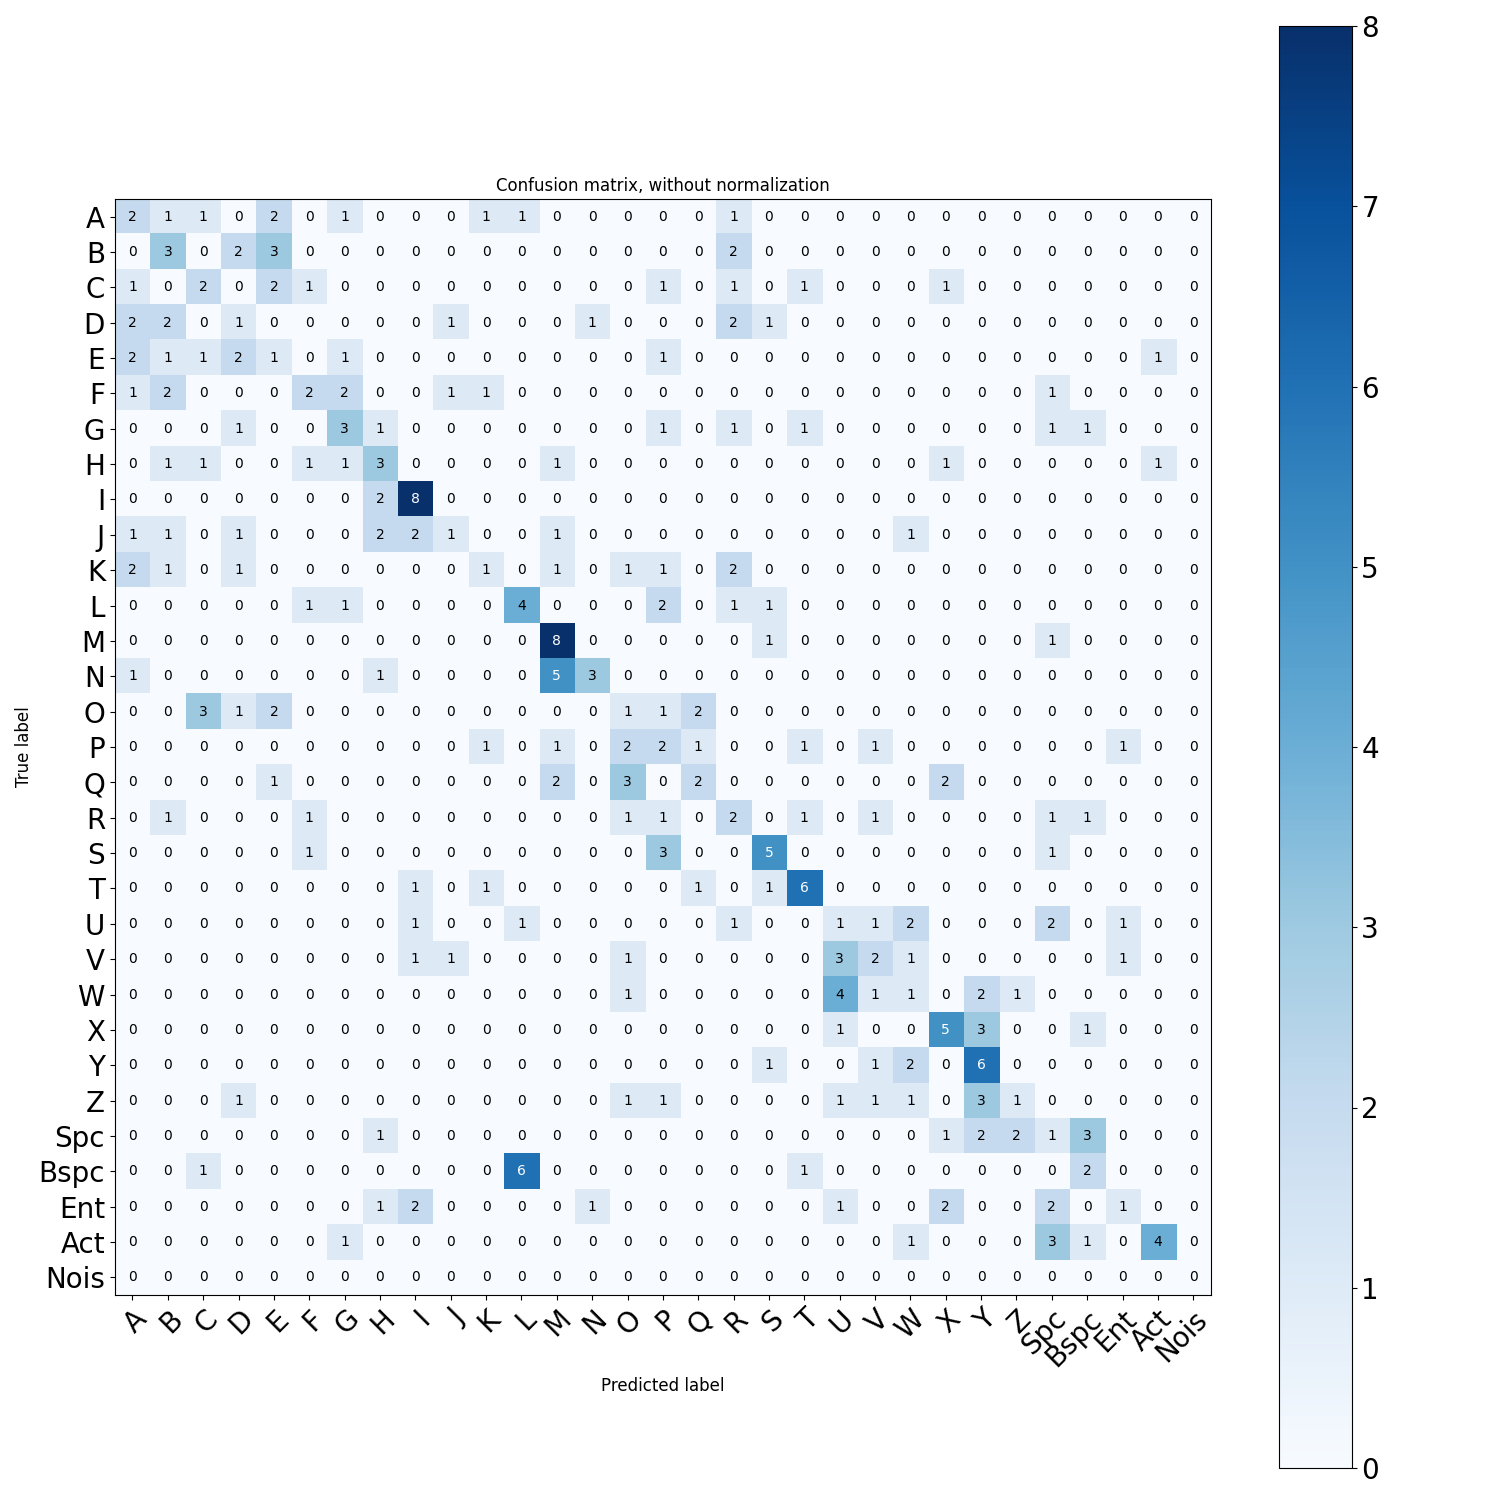 Confusion matrix, without normalization
A 2 1 1 0 2 0 1 0 0 0 1 1 0 0 0 0 0 1 0 0 0 0 0 0 0 0 0 0 0 0 0
B 0 3 0 2 3 0 0 0 0 0 0 0 0 0 0 0 0 2 0 0 0 0 0 0 0 0 0 0 0 0 0
C 1 0 2 0 2 1 0 0 0 0 0 0 0 0 0 1 0 1 0 1 0 0 0 1 0 0 0 0 0 0 0
D 2 2 0 1 0 0 0 0 0 1 0 0 0 1 0 0 0 2 1 0 0 0 0 0 0 0 0 0 0 0 0
E 2 1 1 2 1 0 1 0 0 0 0 0 0 0 0 1 0 0 0 0 0 0 0 0 0 0 0 0 0 1 0
F 1 2 0 0 0 2 2 0 0 1 1 0 0 0 0 0 0 0 0 0 0 0 0 0 0 0 1 0 0 0 0
G 0 0 0 1 0 0 3 1 0 0 0 0 0 0 0 1 0 1 0 1 0 0 0 0 0 0 1 1 0 0 0
H 0 1 1 0 0 1 1 3 0 0 0 0 1 0 0 0 0 0 0 0 0 0 0 1 0 0 0 0 0 1 0
I 0 0 0 0 0 0 0 2 8 0 0 0 0 0 0 0 0 0 0 0 0 0 0 0 0 0 0 0 0 0 0
J 1 1 0 1 0 0 0 2 2 1 0 0 1 0 0 0 0 0 0 0 0 0 1 0 0 0 0 0 0 0 0
K 2 1 0 1 0 0 0 0 0 0 1 0 1 0 1 1 0 2 0 0 0 0 0 0 0 0 0 0 0 0 0
L 0 0 0 0 0 1 1 0 0 0 0 4 0 0 0 2 0 1 1 0 0 0 0 0 0 0 0 0 0 0 0
M 0 0 0 0 0 0 0 0 0 0 0 0 8 0 0 0 0 0 1 0 0 0 0 0 0 0 1 0 0 0 0
N 1 0 0 0 0 0 0 1 0 0 0 0 5 3 0 0 0 0 0 0 0 0 0 0 0 0 0 0 0 0 0
O 0 0 3 1 2 0 0 0 0 0 0 0 0 0 1 1 2 0 0 0 0 0 0 0 0 0 0 0 0 0 0
P 0 0 0 0 0 0 0 0 0 0 1 0 1 0 2 2 1 0 0 1 0 1 0 0 0 0 0 0 1 0 0
Q 0 0 0 0 1 0 0 0 0 0 0 0 2 0 3 0 2 0 0 0 0 0 0 2 0 0 0 0 0 0 0
R 0 1 0 0 0 1 0 0 0 0 0 0 0 0 1 1 0 2 0 1 0 1 0 0 0 0 1 1 0 0 0
S 0 0 0 0 0 1 0 0 0 0 0 0 0 0 0 3 0 0 5 0 0 0 0 0 0 0 1 0 0 0 0
T 0 0 0 0 0 0 0 0 1 0 1 0 0 0 0 0 1 0 1 6 0 0 0 0 0 0 0 0 0 0 0
U 0 0 0 0 0 0 0 0 1 0 0 1 0 0 0 0 0 1 0 0 1 1 2 0 0 0 2 0 1 0 0
V 0 0 0 0 0 0 0 0 1 1 0 0 0 0 1 0 0 0 0 0 3 2 1 0 0 0 0 0 1 0 0
W 0 0 0 0 0 0 0 0 0 0 0 0 0 0 1 0 0 0 0 0 4 1 1 0 2 1 0 0 0 0 0
X 0 0 0 0 0 0 0 0 0 0 0 0 0 0 0 0 0 0 0 0 1 0 0 5 3 0 0 1 0 0 0
Y 0 0 0 0 0 0 0 0 0 0 0 0 0 0 0 0 0 0 1 0 0 1 2 0 6 0 0 0 0 0 0
Z 0 0 0 1 0 0 0 0 0 0 0 0 0 0 1 1 0 0 0 0 1 1 1 0 3 1 0 0 0 0 0
Spc 0 0 0 0 0 0 0 1 0 0 0 0 0 0 0 0 0 0 0 0 0 0 0 1 2 2 1 3 0 0 0
Bspc 0 0 1 0 0 0 0 0 0 0 0 6 0 0 0 0 0 0 0 1 0 0 0 0 0 0 0 2 0 0 0
Ent 0 0 0 0 0 0 0 1 2 0 0 0 0 1 0 0 0 0 0 0 1 0 0 2 0 0 2 0 1 0 0
Act 0 0 0 0 0 0 1 0 0 0 0 0 0 0 0 0 0 0 0 0 0 0 1 0 0 0 3 1 0 4 0
Nois 0 0 0 0 0 0 0 0 0 0 0 0 0 0 0 0 0 0 0 0 0 0 0 0 0 0 0 0 0 0 0
A B C D E F G H I J K L M N O P Q R S T U V W X Y Z Spc Bspc Ent Act Nois
Predicted label
True label
8
7
6
5
4
3
2
1
0